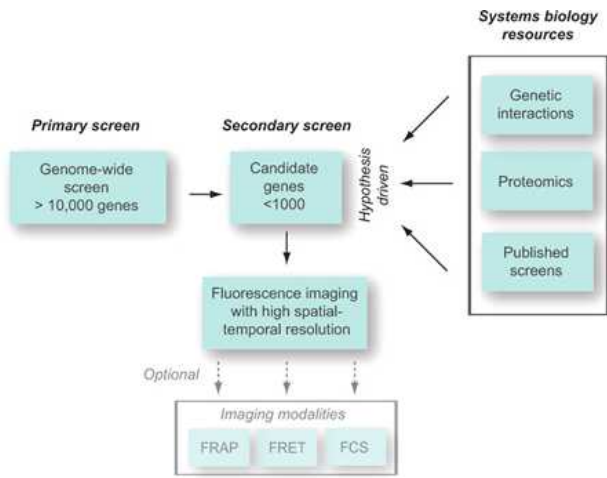 Systems biology
resources
Genetic
interactions
Proteomics
Published
screens
Primary screen
Genome-wide
screen
> 10,000 genes
Secondary screen
Candidate
genes
<1000
Hypothesis
driven
Fluorescence imaging
with high spatial-
temporal resolution
Optional
Imaging modalities
FRAP
FRET
FCS